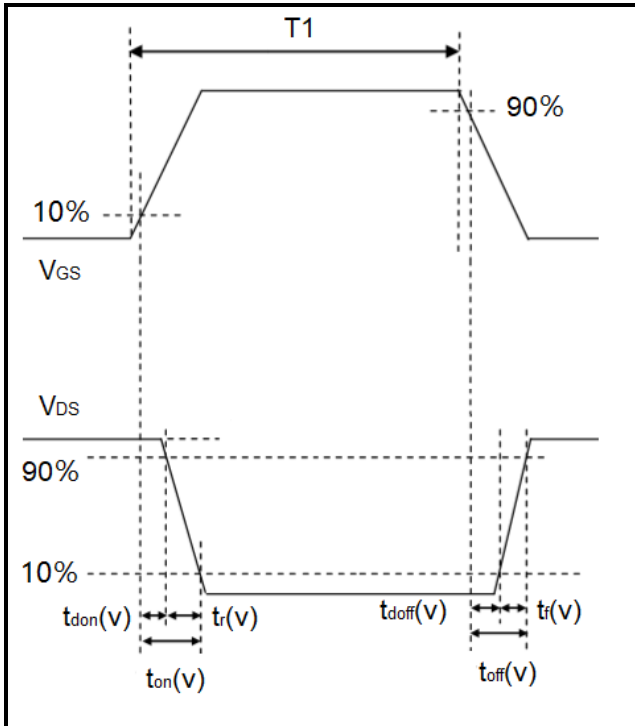 T1
90%
10%
VGS
VDS
90%
10%
tdon(v) tr(v) tdoff(v) tf(v)
ton(v) toff(v)